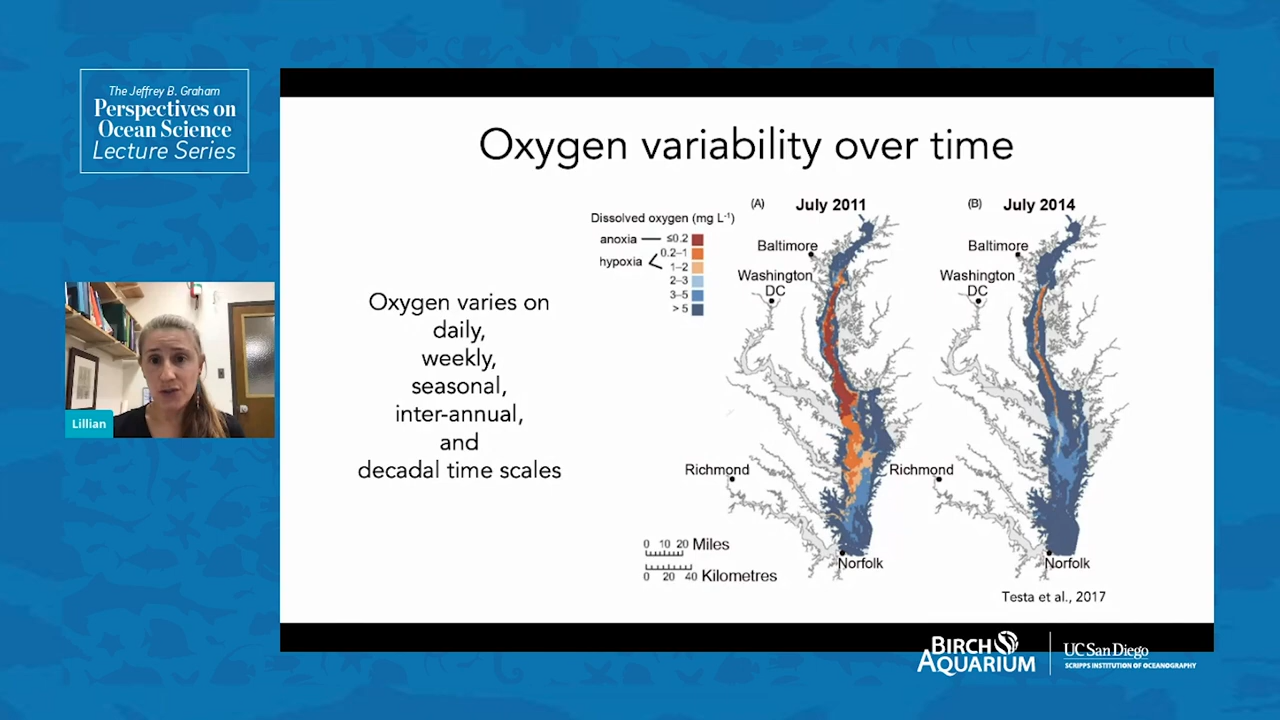 The Jeffrey B. Graham
Perspectives on
Ocean Science
Lecture Series
Oxygen variability over time
Oxygen varies on
daily,
weekly,
seasonal,
inter-annual,
and
decadal time scales
Dissolved oxygen (mg L⁻¹)
anoxia
≤0.2
hypoxia
0.2–1
1–2
2–3
3–5
> 5
(A) July 2011
Baltimore
Washington
DC
Richmond
Norfolk
(B) July 2014
Baltimore
Washington
DC
Richmond
Norfolk
0 10 20 Miles
0 20 40 Kilometres
Testa et al., 2017
Lillian
BIRCH
AQUARIUM
UC San Diego
SCRIPPS INSTITUTION OF OCEANOGRAPHY